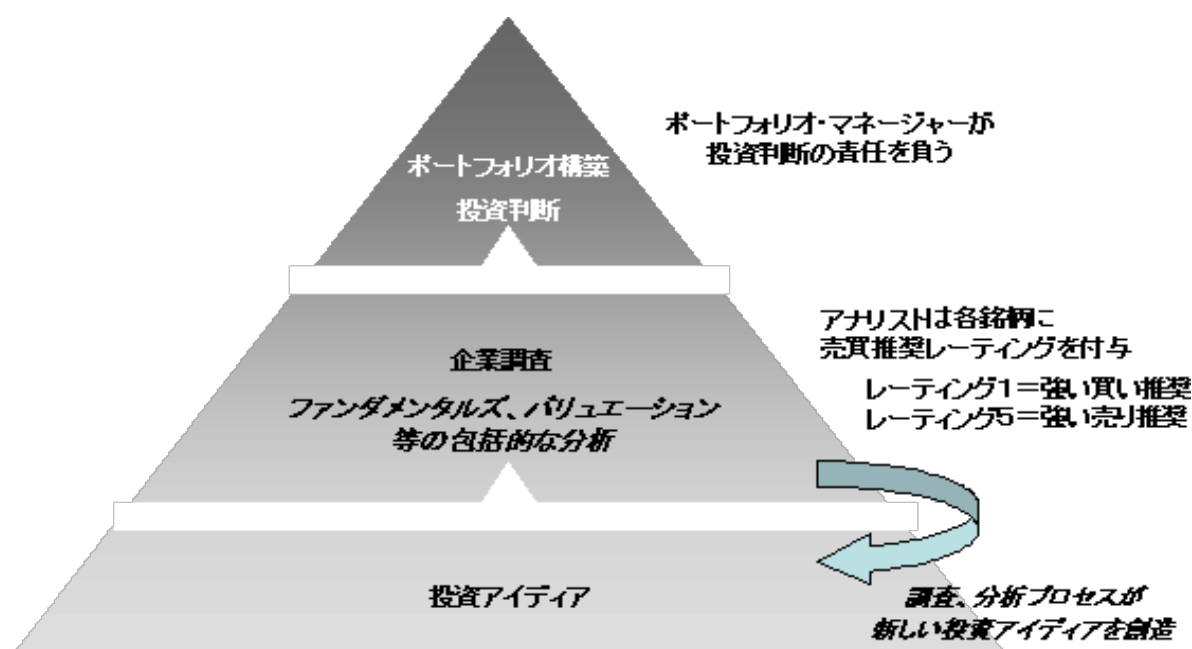 ポートフォリオ・マネージャーが
投資判断の責任を負う
ポートフォリオ構築
投資判断
アナリストは各銘柄に
売買推奨レーティングを付与
レーティング1=強い買い推奨
レーティング5=強い売り推奨
企業調査
ファンダメンタルズ、バリュエーション
等の包括的な分析
投資アイディア
調査、分析プロセスが
新しい投資アイディアを創造